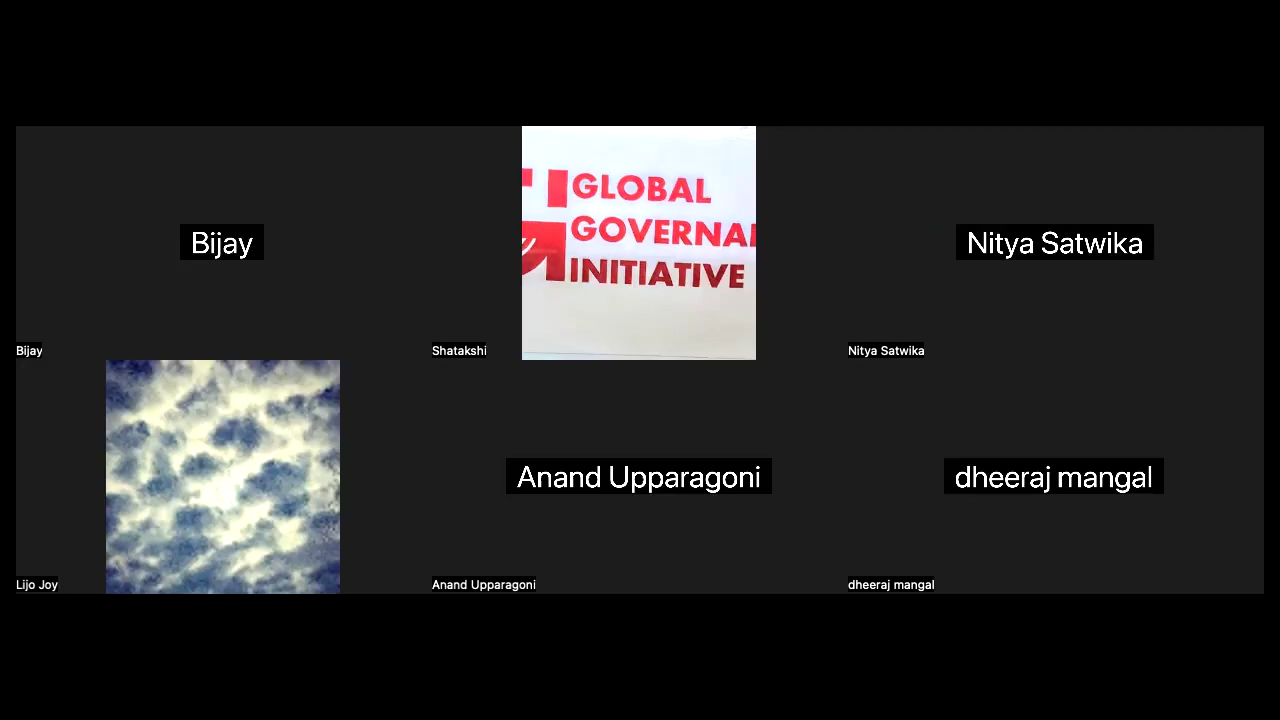 Bijay
Bijay
GLOBAL
GOVERNA
INITIATIVE
Shatakshi
Nitya Satwika
Nitya Satwika
Lijo Joy
Anand Upparagoni
Anand Upparagoni
dheeraj mangal
dheeraj mangal